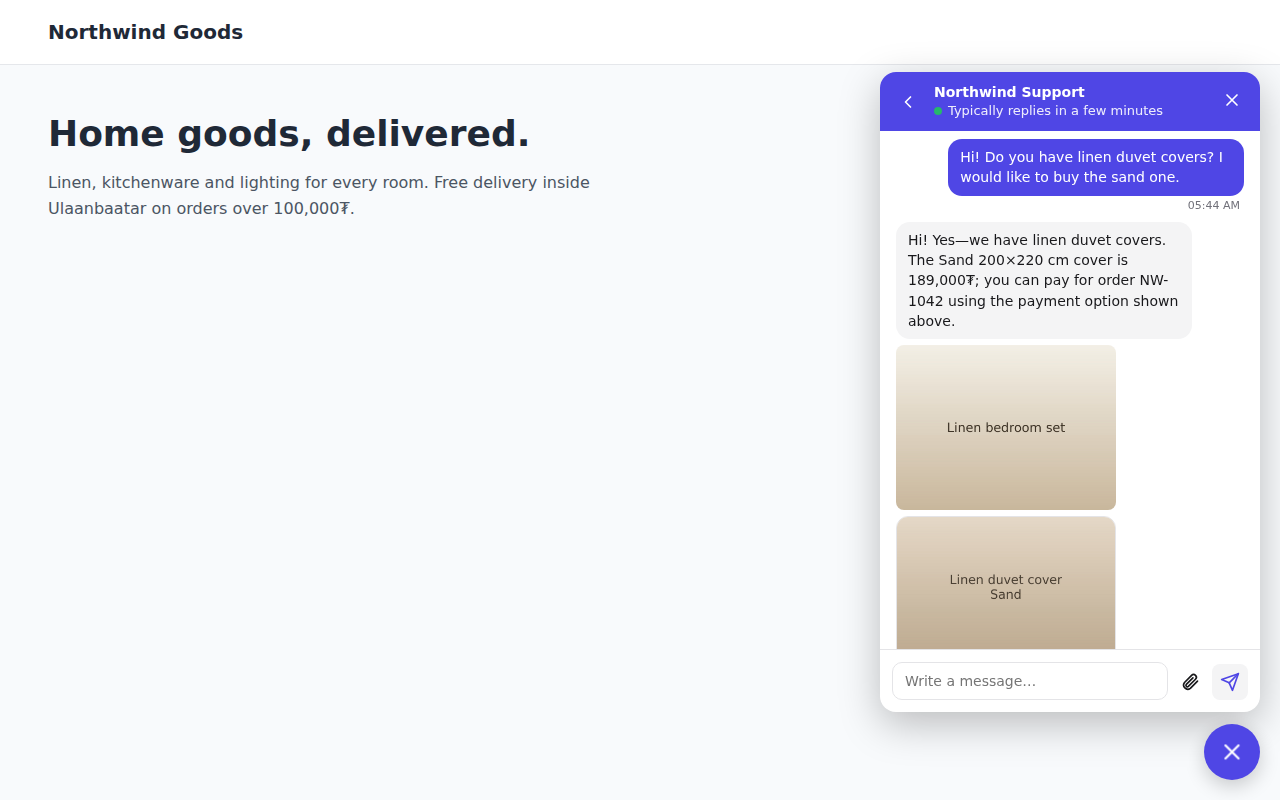 Northwind Goods
Home goods, delivered.
Linen, kitchenware and lighting for every room. Free delivery inside
Ulaanbaatar on orders over 100,000₮.
Northwind Support
Typically replies in a few minutes
Hi! Do you have linen duvet covers? I
would like to buy the sand one.
05:44 AM
Hi! Yes—we have linen duvet covers.
The Sand 200×220 cm cover is
189,000₮; you can pay for order NW-
1042 using the payment option shown
above.
Linen bedroom set
Linen duvet cover
Sand
Write a message...